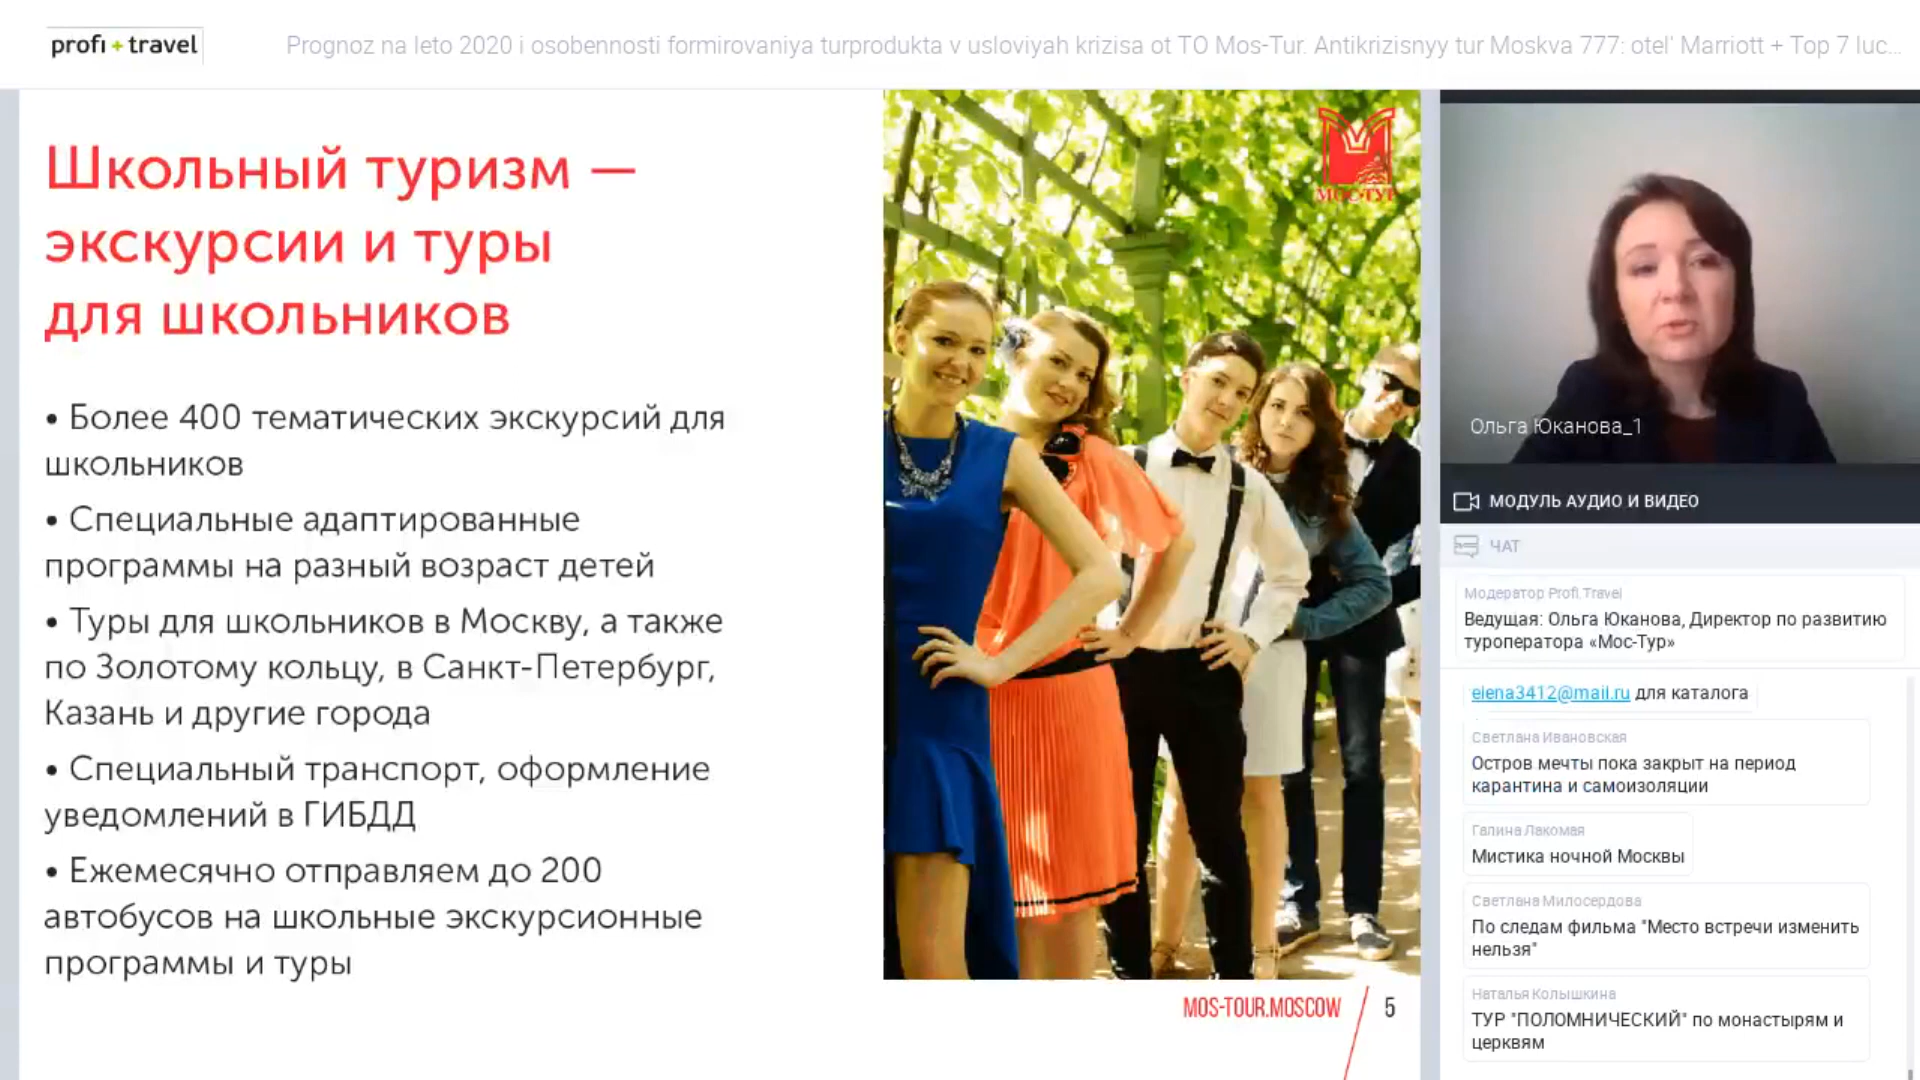 profi + travel
Prognoz na leto 2020 i osobennosti formirovaniya turprodukta v usloviyah krizisa ot TO Mos-Tur. Antikrizisnyy tur Moskva 777: otel' Marriott + Top 7 luc...
Школьный туризм —
экскурсии и туры
для школьников
• Более 400 тематических экскурсий для
школьников
• Специальные адаптированные
программы на разный возраст детей
• Туры для школьников в Москву, а также
по Золотому кольцу, в Санкт-Петербург,
Казань и другие города
• Специальный транспорт, оформление
уведомлений в ГИБДД
• Ежемесячно отправляем до 200
автобусов на школьные экскурсионные
программы и туры
МОС-ТУР
MOS-TOUR.MOSCOW 5
Ольга Юканова_1
МОДУЛЬ АУДИО И ВИДЕО
ЧАТ
Модератор Profi.Travel
Ведущая: Ольга Юканова, Директор по развитию
туроператора «Мос-Тур»
elena3412@mail.ru для каталога
Светлана Ивановская
Остров мечты пока закрыт на период
карантина и самоизоляции
Галина Лакомая
Мистика ночной Москвы
Светлана Милосердова
По следам фильма "Место встречи изменить
нельзя"
Наталья Колышкина
ТУР "ПОЛОМНИЧЕСКИЙ" по монастырям и
церквям